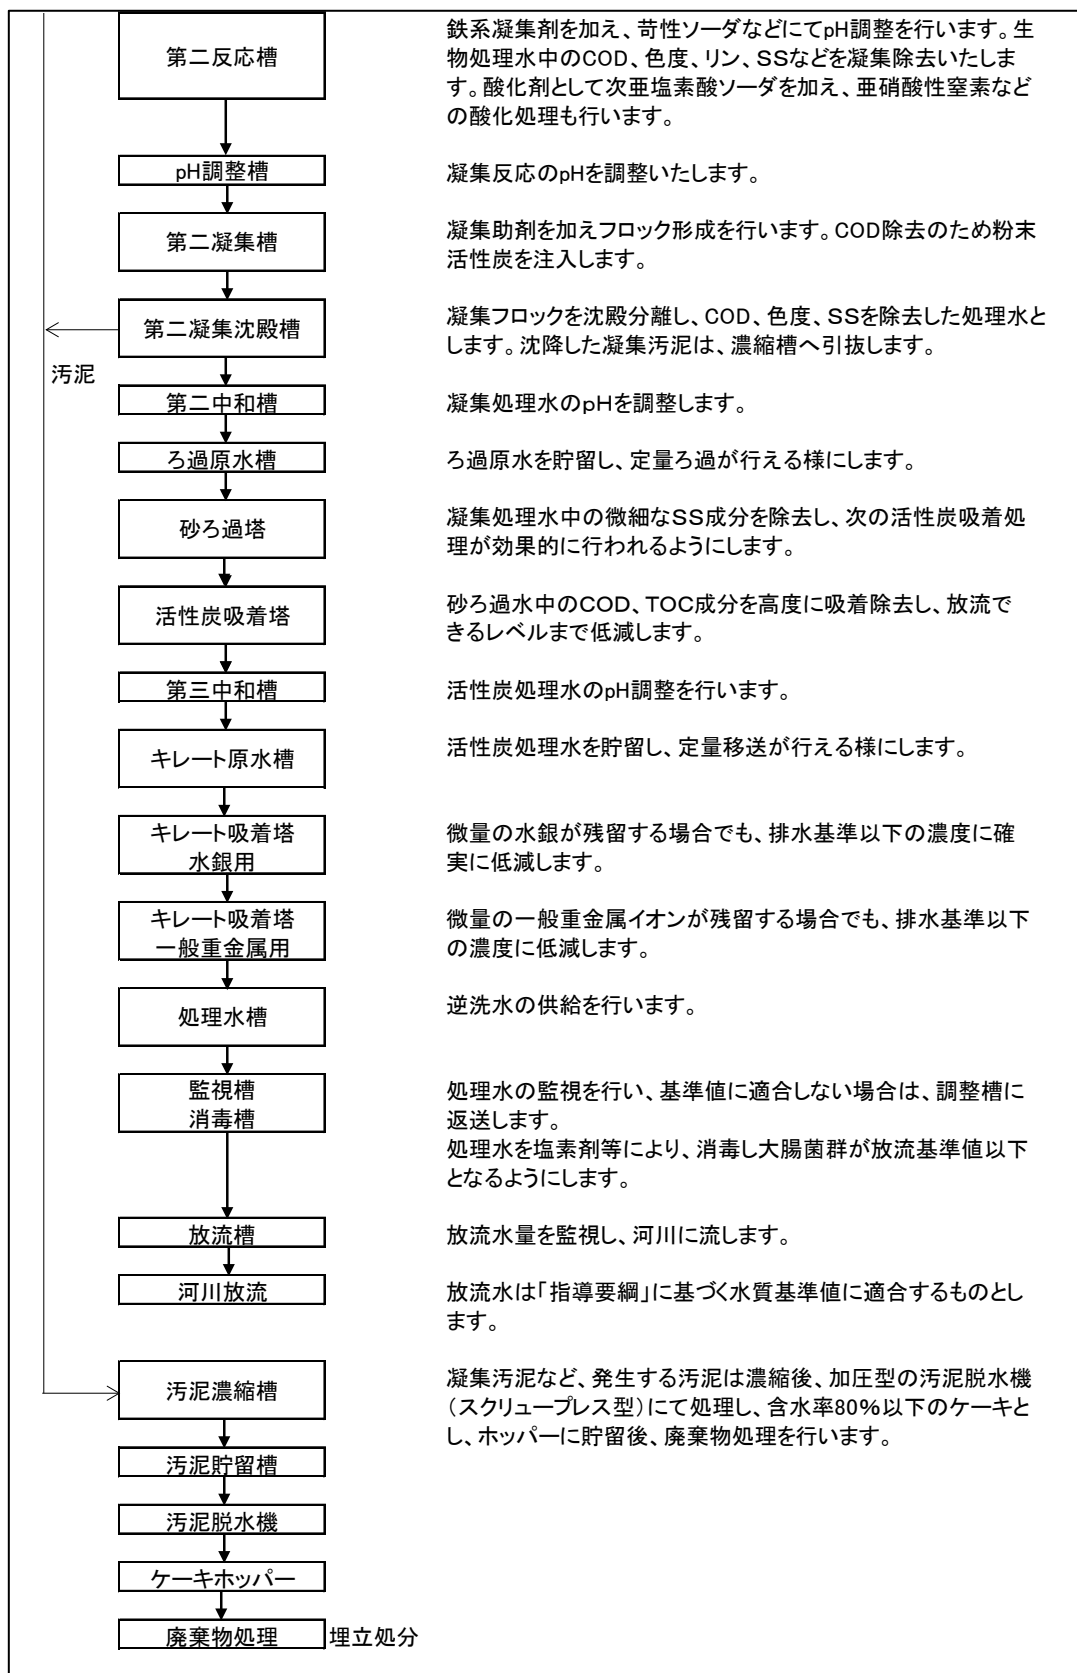 第二反応槽
鉄系凝集剤を加え、苛性ソーダなどにてpH調整を行います。生
物処理水中のCOD、色度、リン、SSなどを凝集除去いたしま
す。酸化剤として次亜塩素酸ソーダを加え、亜硝酸性窒素など
の酸化処理も行います。
pH調整槽
凝集反応のpHを調整いたします。
第二凝集槽
凝集助剤を加えフロック形成を行います。COD除去のため粉末
活性炭を注入します。
第二凝集沈殿槽
凝集フロックを沈殿分離し、COD、色度、SSを除去した処理水と
します。沈降した凝集汚泥は、濃縮槽へ引抜します。
汚泥
第二中和槽
凝集処理水のpHを調整します。
ろ過原水槽
ろ過原水を貯留し、定量ろ過が行える様にします。
砂ろ過塔
凝集処理水中の微細なSS成分を除去し、次の活性炭吸着処
理が効果的に行われるようにします。
活性炭吸着塔
砂ろ過水中のCOD、TOC成分を高度に吸着除去し、放流で
きるレベルまで低減します。
第三中和槽
活性炭処理水のpH調整を行います。
キレート原水槽
活性炭処理水を貯留し、定量移送が行える様にします。
キレート吸着塔
水銀用
微量の水銀が残留する場合でも、排水基準以下の濃度に確
実に低減します。
キレート吸着塔
一般重金属用
微量の一般重金属イオンが残留する場合でも、排水基準以下
の濃度に低減します。
処理水槽
逆洗水の供給を行います。
監視槽
消毒槽
処理水の監視を行い、基準値に適合しない場合は、調整槽に
返送します。
処理水を塩素剤等により、消毒し大腸菌群が放流基準値以下
となるようにします。
放流槽
放流水量を監視し、河川に流します。
河川放流
放流水は「指導要綱」に基づく水質基準値に適合するものとし
ます。
汚泥濃縮槽
凝集汚泥など、発生する汚泥は濃縮後、加圧型の汚泥脱水機
（スクリュープレス型）にて処理し、含水率80％以下のケーキと
し、ホッパーに貯留後、廃棄物処理を行います。
汚泥貯留槽
汚泥脱水機
ケーキホッパー
廃棄物処理 埋立処分